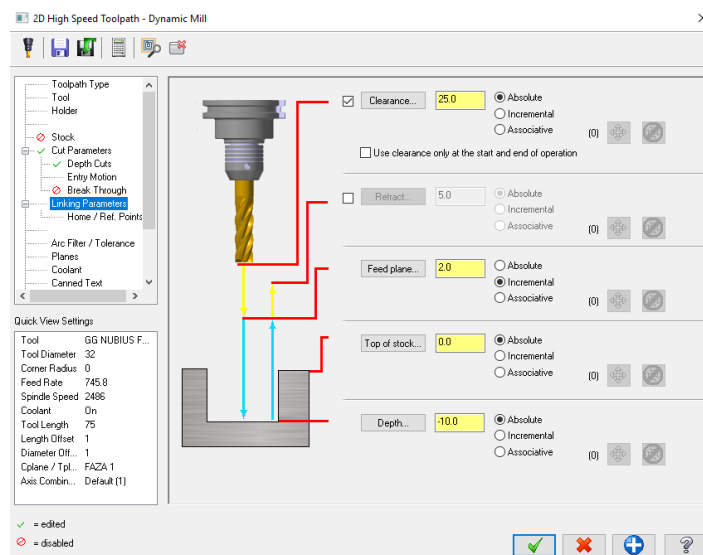 2D High Speed Toolpath - Dynamic Mill
Toolpath Type
Tool
Holder
Stock
Cut Parameters
Depth Cuts
Entry Motion
Break Through
Linking Parameters
Home / Ref. Points
Arc Filter / Tolerance
Planes
Coolant
Canned Text
Quick View Settings
Tool GG NUBIUS F...
Tool Diameter 32
Corner Radius 0
Feed Rate 745.8
Spindle Speed 2486
Coolant On
Tool Length 75
Length Offset 1
Diameter Off... 1
Cplane / Tpl... FAZA 1
Axis Combin... Default (1)
= edited
= disabled
Clearance... 25.0 Absolute
Incremental
Associative (0)
Use clearance only at the start and end of operation
Retract... 5.0 Absolute
Incremental
Associative (0)
Feed plane... 2.0 Absolute
Incremental
Associative (0)
Top of stock... 0.0 Absolute
Incremental
Associative (0)
Depth... -10.0 Absolute
Incremental
Associative (0)